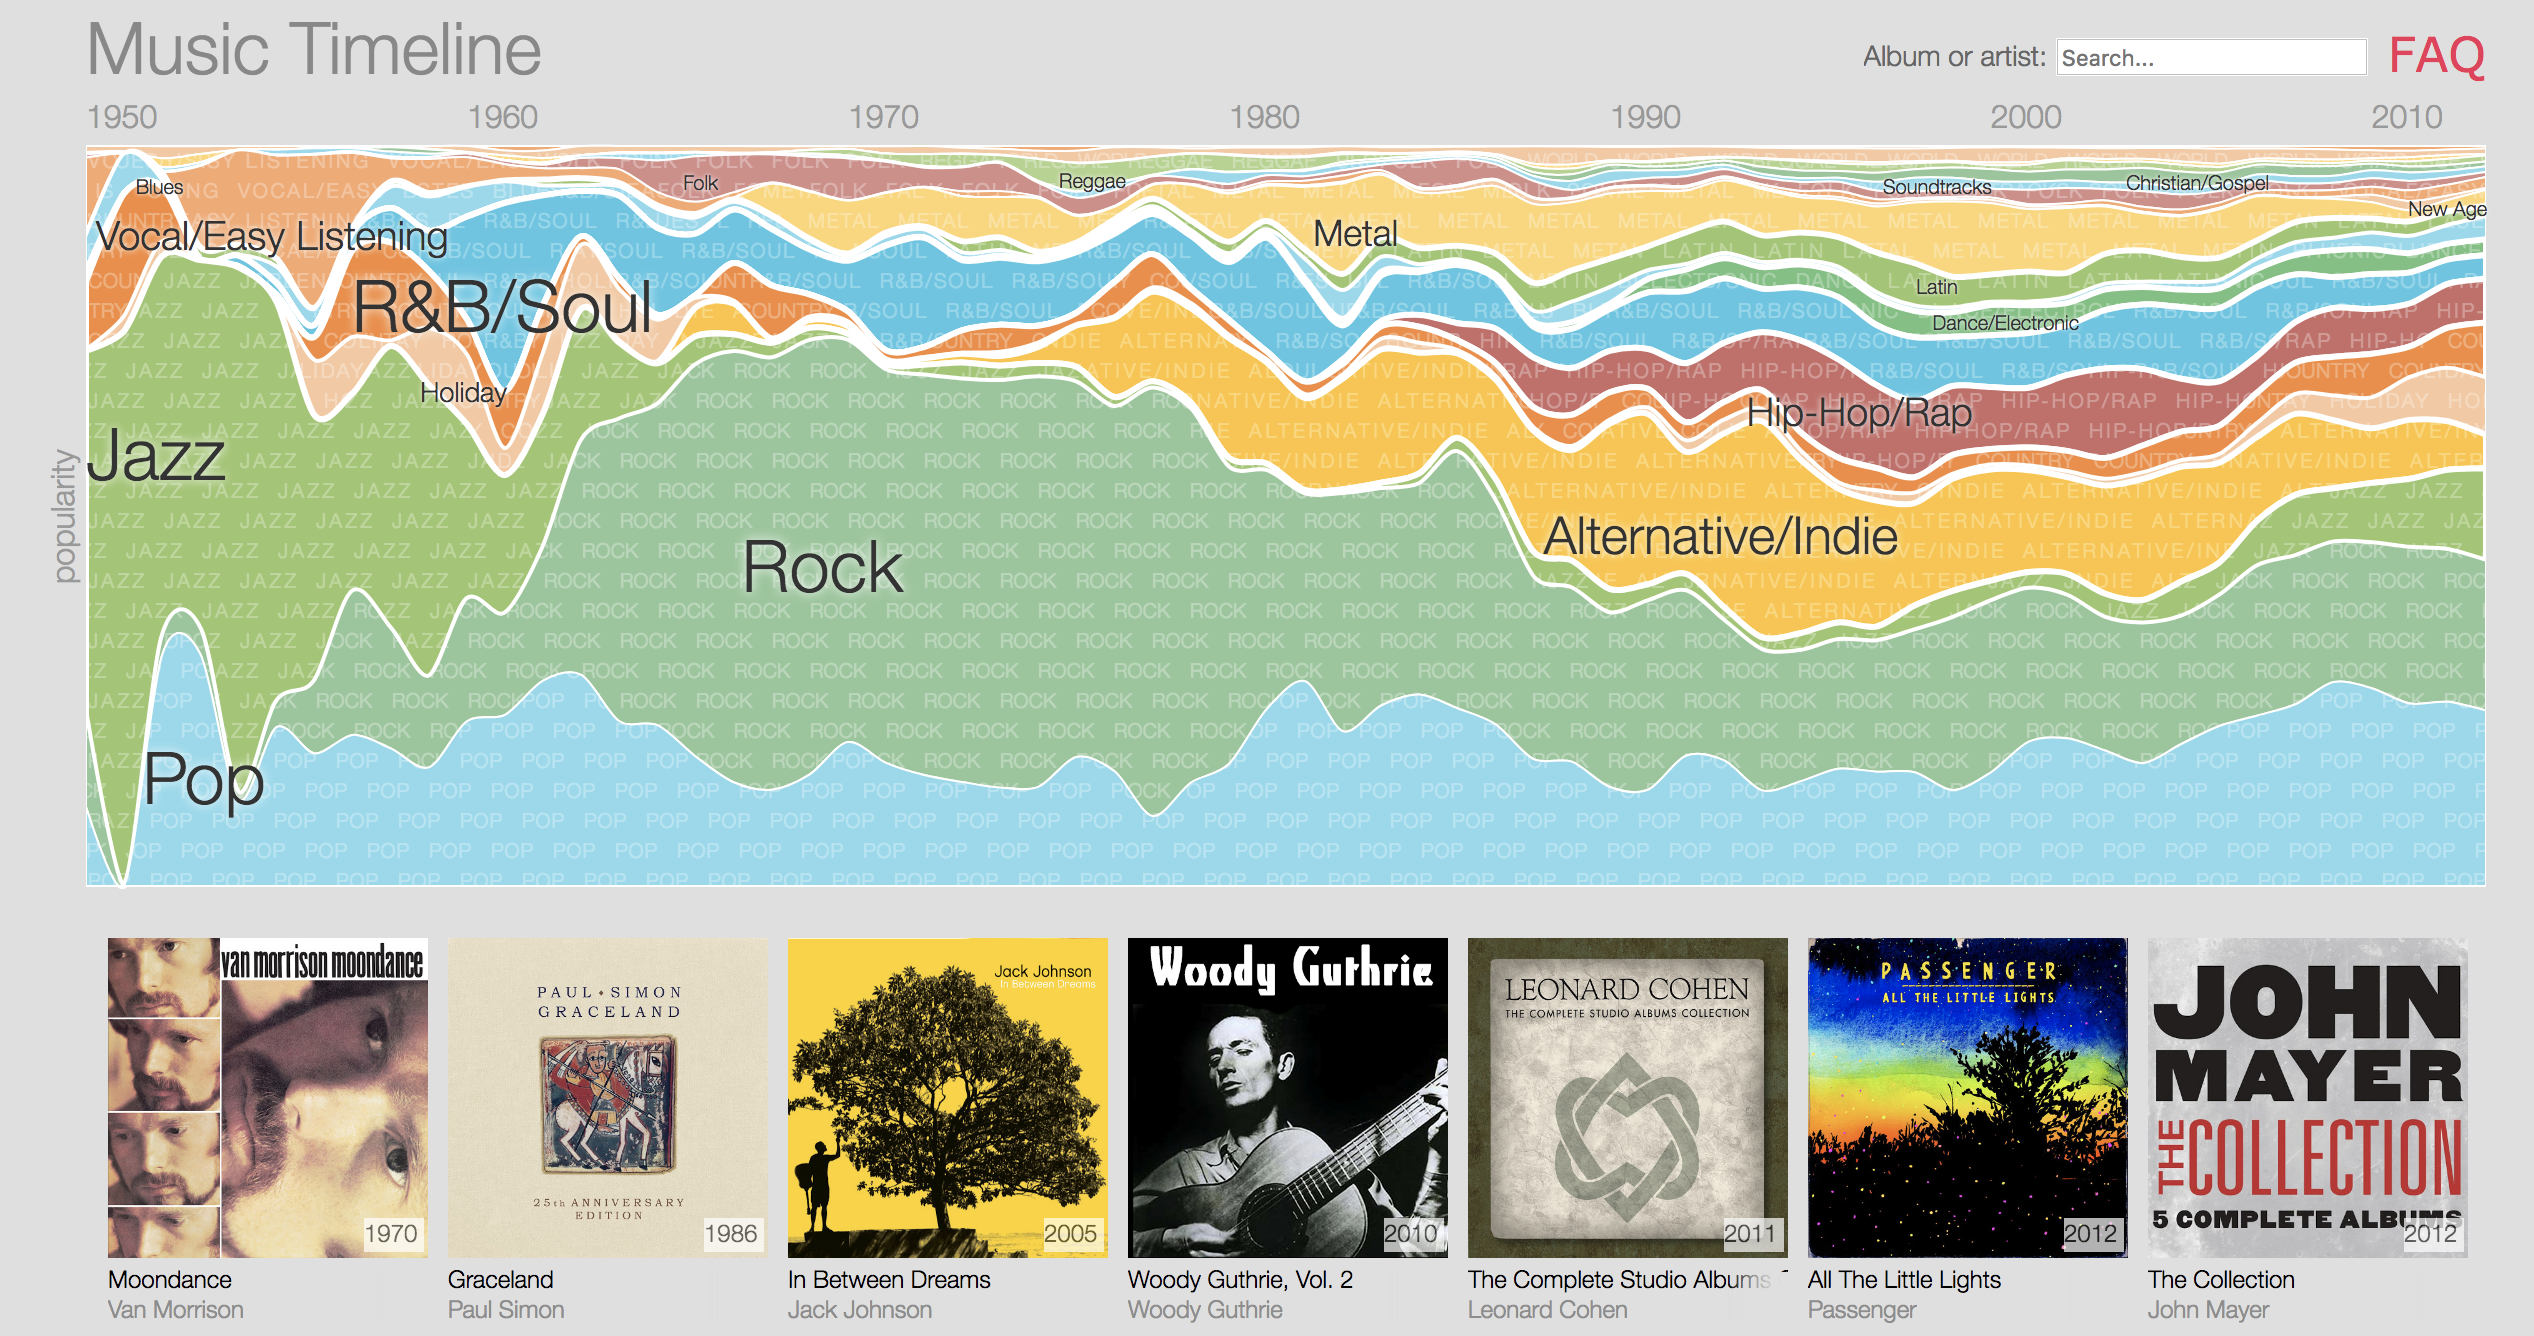 Music Timeline
Album or artist: Search... FAQ
1950 1960 1970 1980 1990 2000 2010
popularity
Blues
Folk
Reggae
Soundtracks
Christian/Gospel
New Age
Vocal/Easy Listening
Metal
R&B/Soul
Latin
Dance/Electronic
Holiday
Hip-Hop/Rap
Jazz
Alternative/Indie
Rock
Pop
van morrison moondance
1970
Moondance
Van Morrison
PAUL • SIMON
GRACELAND
25th ANNIVERSARY
EDITION
1986
Graceland
Paul Simon
Jack Johnson
In Between Dreams
2005
In Between Dreams
Jack Johnson
Woody Guthrie
2010
Woody Guthrie, Vol. 2
Woody Guthrie
LEONARD COHEN
THE COMPLETE STUDIO ALBUMS COLLECTION
2011
The Complete Studio Albums
Leonard Cohen
PASSENGER
ALL THE LITTLE LIGHTS
2012
All The Little Lights
Passenger
JOHN
MAYER
THE COLLECTION
5 COMPLETE ALBUMS
2012
The Collection
John Mayer